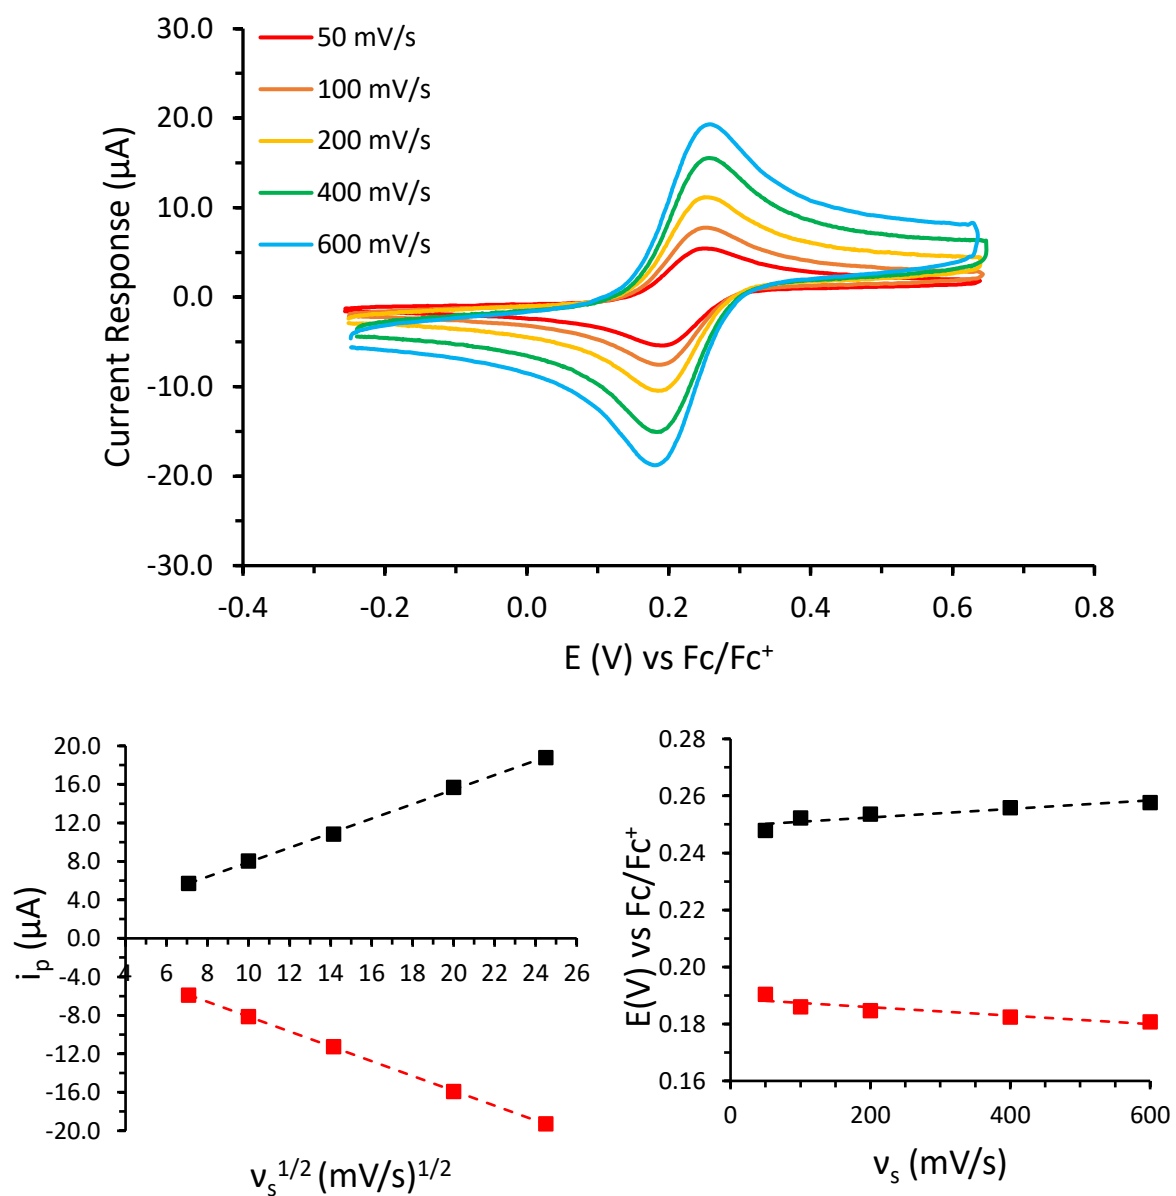 30.0
20.0
10.0
0.0
-10.0
-20.0
-30.0
Current Response (µA)
50 mV/s
100 mV/s
200 mV/s
400 mV/s
600 mV/s
-0.4 -0.2 0.0 0.2 0.4 0.6 0.8
E (V) vs Fc/Fc⁺
20.0
16.0
12.0
8.0
4.0
0.0
-4.0
-8.0
-12.0
-16.0
-20.0
iₚ (µA)
4 6 8 10 12 14 16 18 20 22 24 26
νₛ¹ᐟ² (mV/s)¹ᐟ²
0.28
0.26
0.24
0.22
0.20
0.18
0.16
E(V) vs Fc/Fc⁺
0 200 400 600
νₛ (mV/s)